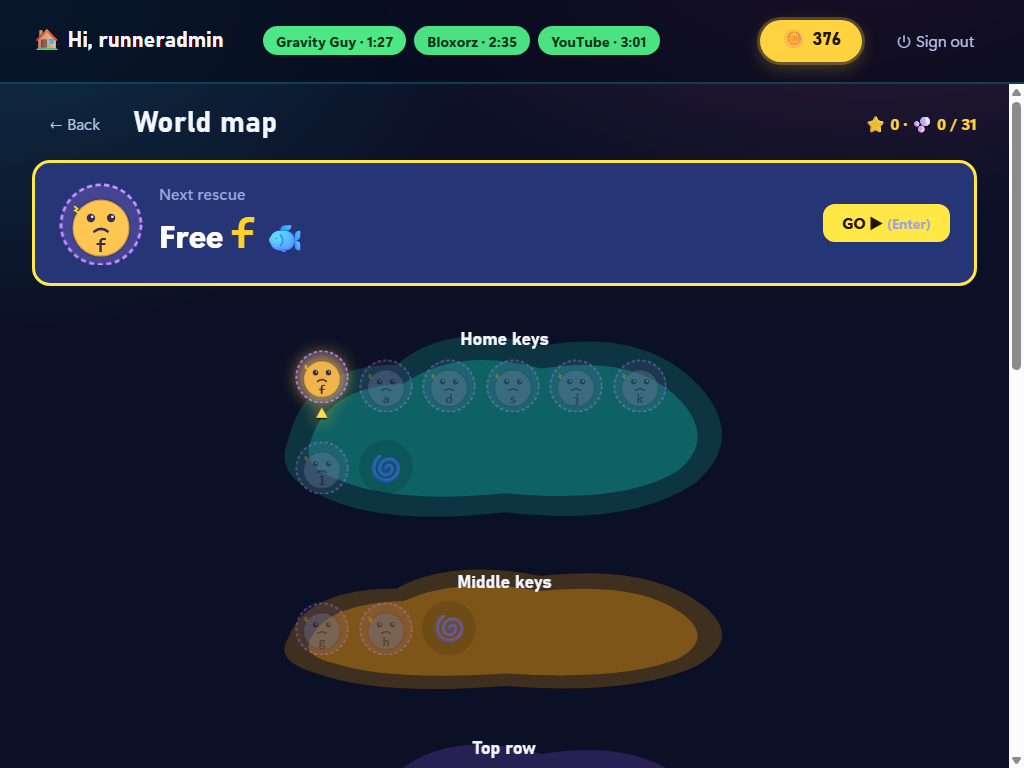 Hi, runneradmin
Gravity Guy · 1:27
Bloxorz · 2:35
YouTube · 3:01
376
Sign out
← Back
World map
0 · 0 / 31
Next rescue
f
Free f
GO ▶ (Enter)
Home keys
f a d s j k
l
Middle keys
g h
Top row